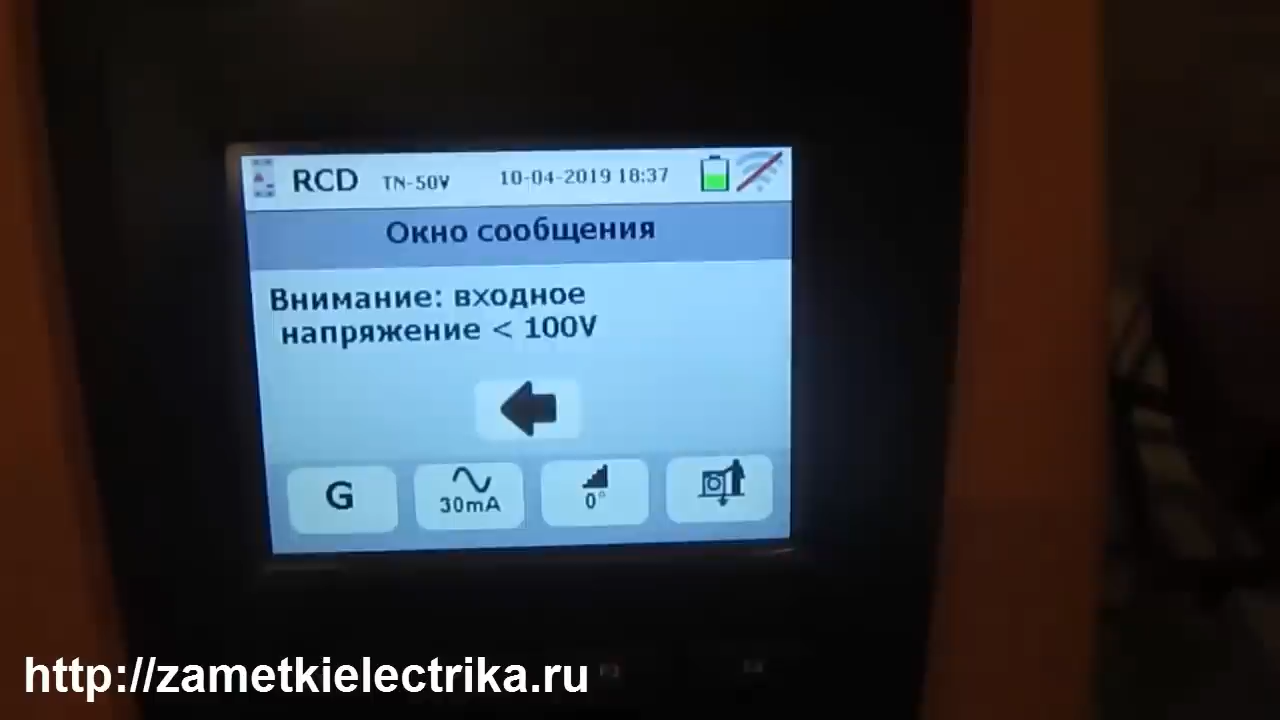 RCD TN-50V 10-04-2019 18:37
Окно сообщения
Внимание: входное
напряжение < 100V
G 30mA 0°
http://zametkielectrika.ru